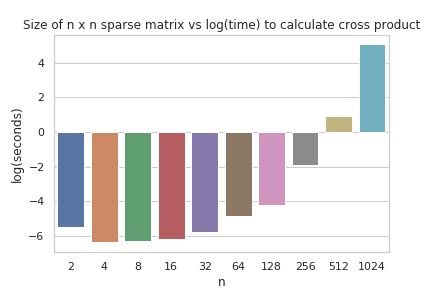 Size of n x n sparse matrix vs log(time) to calculate cross product
log(seconds)
4
2
0
−2
−4
−6
2 4 8 16 32 64 128 256 512 1024
n